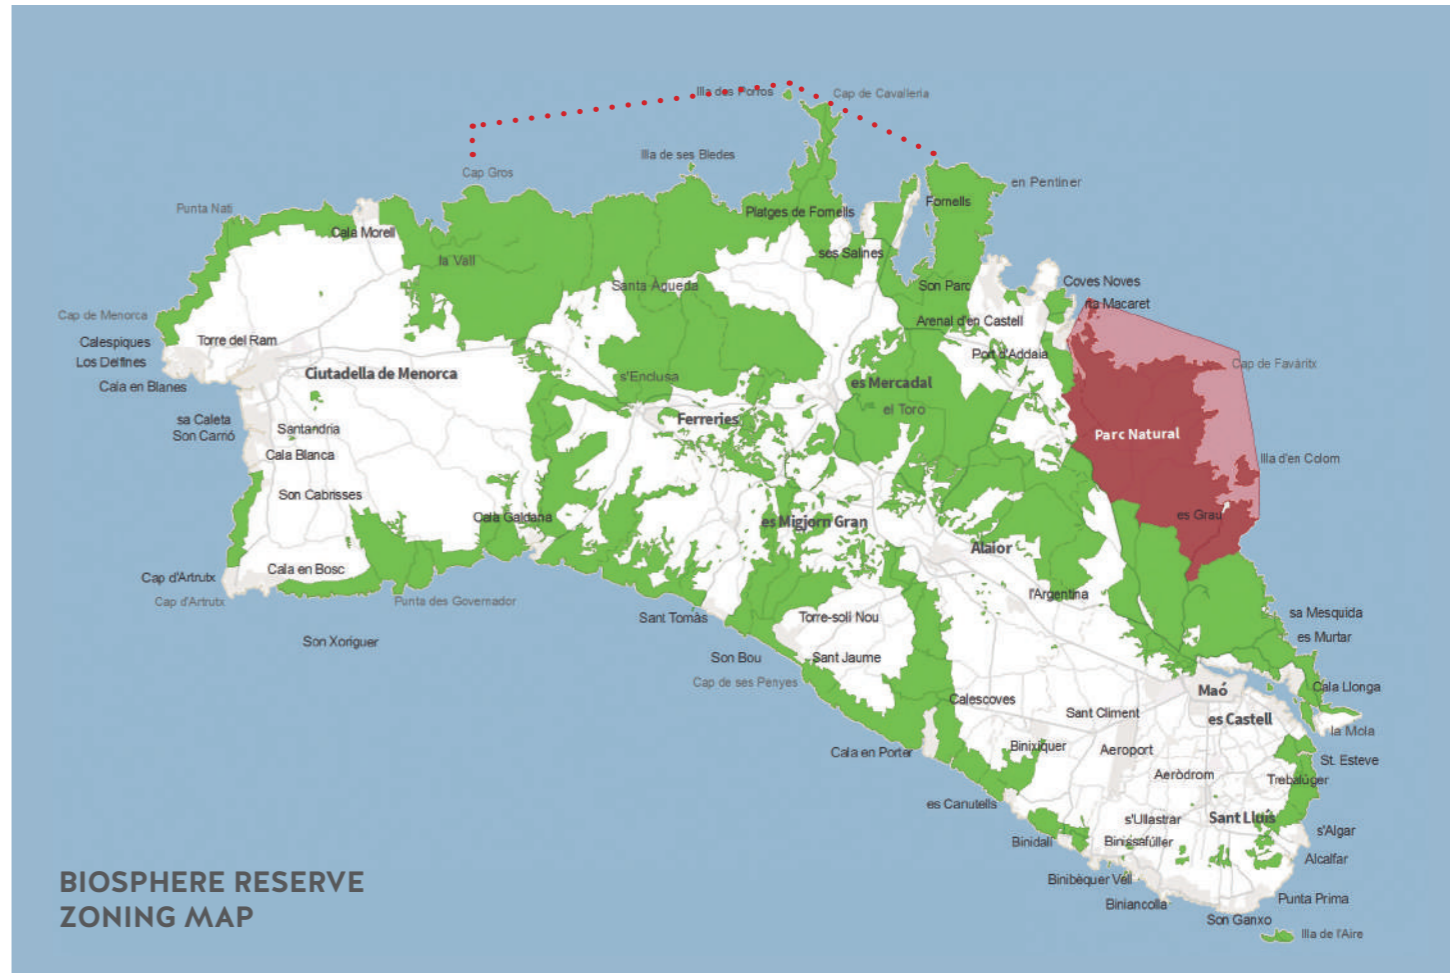 Illa des Porros
Cap de Cavalleria
Illa de ses Bledes
Cap Gros
en Pentiner
Punta Nati
Fornells
Platges de Fornells
Cala Morell
ses Salines
la Vall
Santa Àgueda
Son Parc
Coves Noves
na Macaret
Cap de Menorca
Arenal d'en Castell
Calespiques
Torre del Ram
Port d'Addaia
Los Delfines
Cap de Favàritx
Ciutadella de Menorca
s'Enclusa
es Mercadal
Cala en Blanes
el Toro
sa Caleta
Ferreries
Son Carnó
Santandria
Parc Natural
Cala Blanca
Illa d'en Colom
Son Cabrisses
Cala Galdana
es Migjorn Gran
es Grau
Alaior
Cala en Bosc
Cap d'Artrutx
Cap d'Artrutx
Punta des Governador
l'Argentina
Sant Tomàs
Torre-soli Nou
sa Mesquida
Son Xoriguer
es Murtar
Son Bou
Sant Jaume
Cap de ses Penyes
Maó
Cala Llonga
Calescoves
Sant Climent
es Castell
la Mola
Binixiquer
Aeroport
Cala en Porter
St. Esteve
Aeròdrom
Trebalúger
es Canutells
s'Ullastrar
Sant Lluís
s'Algar
Binidalí
Binissafúller
Alcalfar
Binibèquer Vell
Biniancolla
Punta Prima
Son Ganxo
Illa de l'Aire
BIOSPHERE RESERVE
ZONING MAP